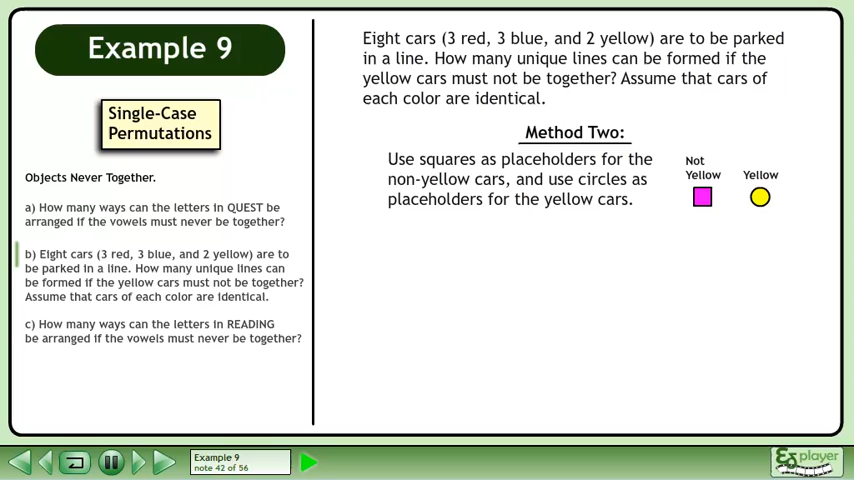 Example 9
Single-Case
Permutations
Objects Never Together.
a) How many ways can the letters in QUEST be
arranged if the vowels must never be together?
b) Eight cars (3 red, 3 blue, and 2 yellow) are to
be parked in a line. How many unique lines can
be formed if the yellow cars must not be together?
Assume that cars of each color are identical.
c) How many ways can the letters in READING
be arranged if the vowels must never be together?
Eight cars (3 red, 3 blue, and 2 yellow) are to be parked
in a line. How many unique lines can be formed if the
yellow cars must not be together? Assume that cars of
each color are identical.
Method Two:
Use squares as placeholders for the
non-yellow cars, and use circles as
placeholders for the yellow cars.
Not
Yellow
Yellow
Example 9
note 42 of 56
player